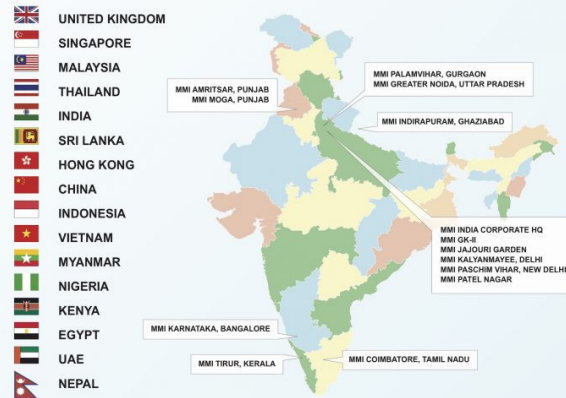 UNITED KINGDOM
SINGAPORE
MALAYSIA
THAILAND
INDIA
SRI LANKA
HONG KONG
CHINA
INDONESIA
VIETNAM
MYANMAR
NIGERIA
KENYA
EGYPT
UAE
NEPAL
MMI AMRITSAR, PUNJAB
MMI MOGA, PUNJAB
MMI PALAMVIHAR, GURGAON
MMI GREATER NOIDA, UTTAR PRADESH
MMI INDIRAPURAM, GHAZIABAD
MMI INDIA CORPORATE HQ
MMI GK-II
MMI JAJOURI GARDEN
MMI KALYANMAYEE, DELHI
MMI PASCHIM VIHAR, NEW DELHI
MMI PATEL NAGAR
MMI KARNATAKA, BANGALORE
MMI TIRUR, KERALA
MMI COIMBATORE, TAMIL NADU